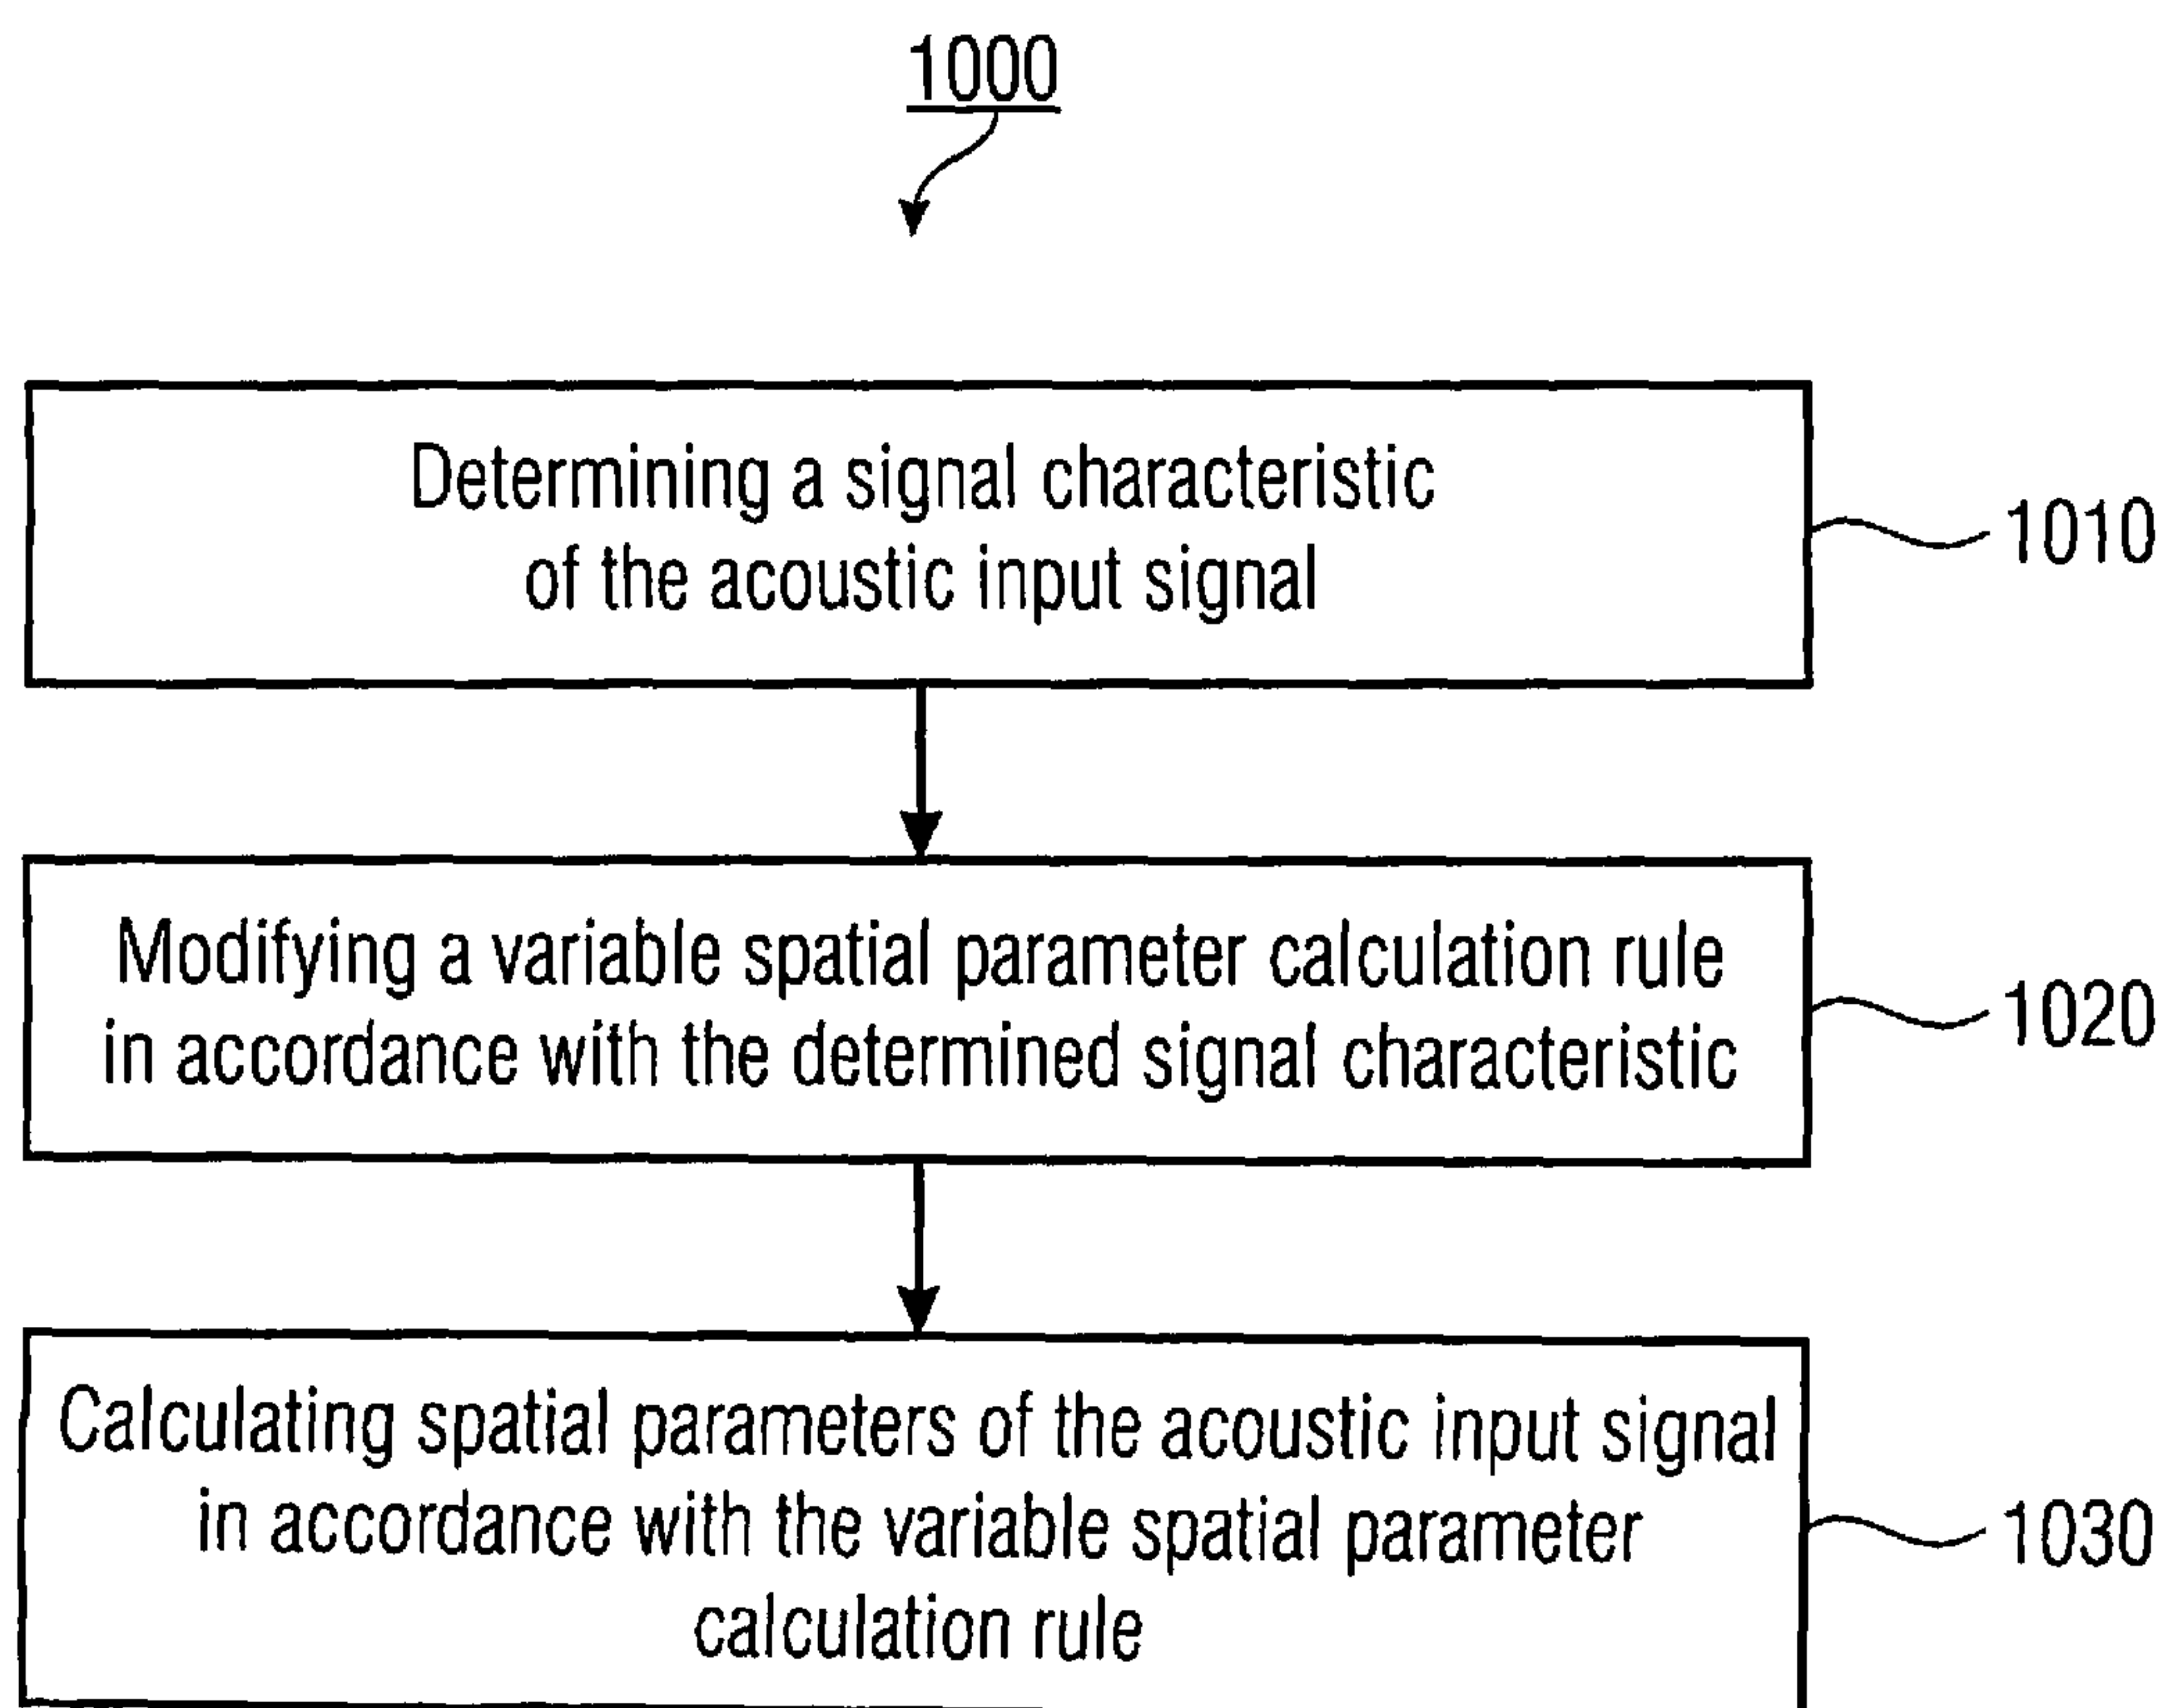 1000
Determining a signal characteristic
of the acoustic input signal
1010
Modifying a variable spatial parameter calculation rule
in accordance with the determined signal characteristic
1020
Calculating spatial parameters of the acoustic input signal
in accordance with the variable spatial parameter
calculation rule
1030